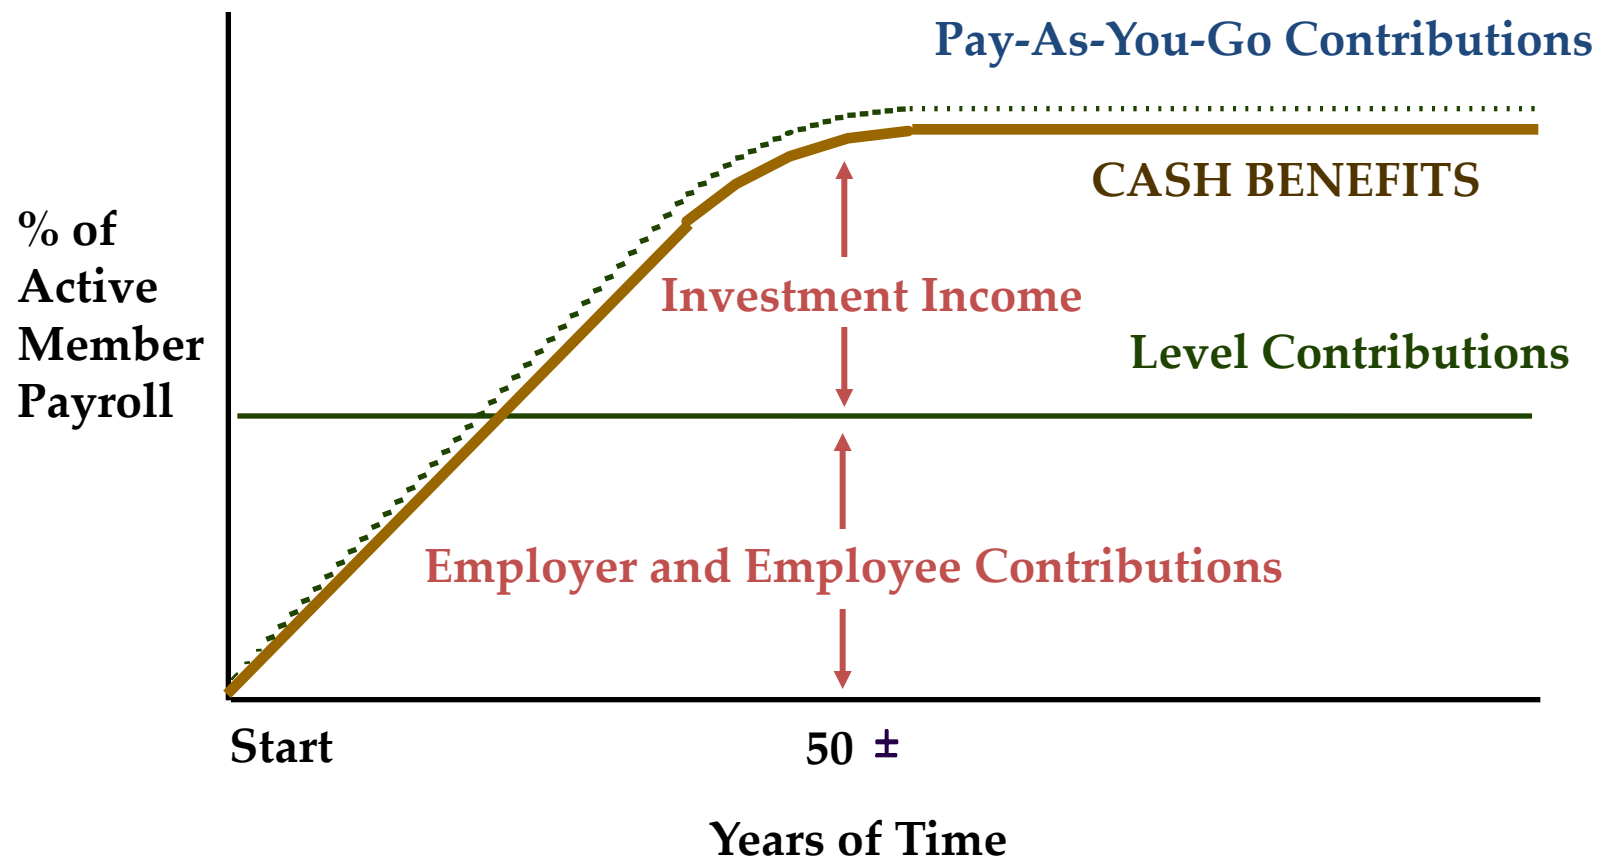 Pay-As-You-Go Contributions
CASH BENEFITS
% of
Active
Member
Payroll
Investment Income
Level Contributions
Employer and Employee Contributions
Start
50 ±
Years of Time